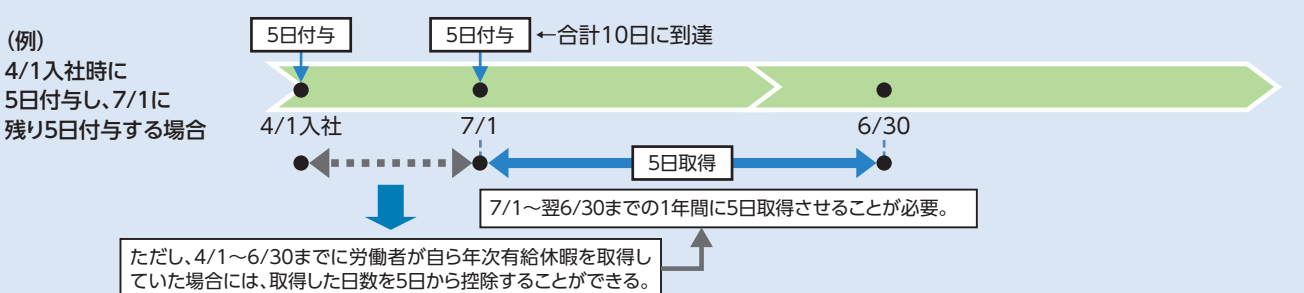 (例)
4/1入社時に
5日付与し、7/1に
残り5日付与する場合
5日付与
5日付与
←合計10日に到達
4/1入社
7/1
6/30
5日取得
7/1～翌6/30までの1年間に5日取得させることが必要。
ただし、4/1～6/30までに労働者が自ら年次有給休暇を取得し
ていた場合には、取得した日数を5日から控除することができる。